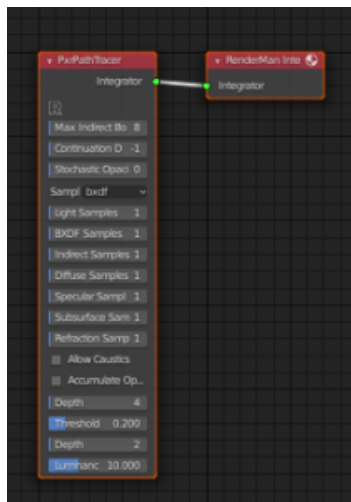 PxrPathTracer
RenderMan Inte
Integrator
Integrator
R
Max Indirect Bo 8
Continuation D -1
Stochastic Opaci 0
Sampl bxdf
Light Samples 1
BXDF Samples 1
Indirect Samples 1
Diffuse Samples 1
Specular Sampl 1
Subsurface Sam 1
Refraction Samp 1
Allow Caustics
Accumulate Op...
Depth 4
Threshold 0.200
Depth 2
Luminanc 10.000